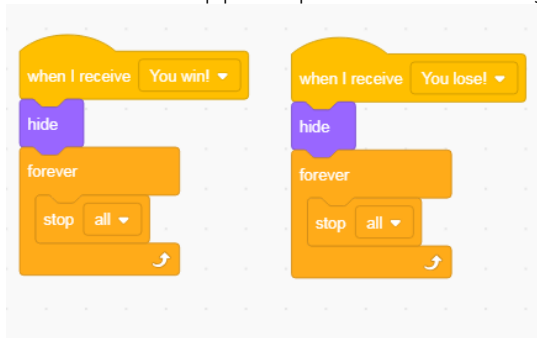 when I receive You win!
hide
forever
stop all
when I receive You lose!
hide
forever
stop all